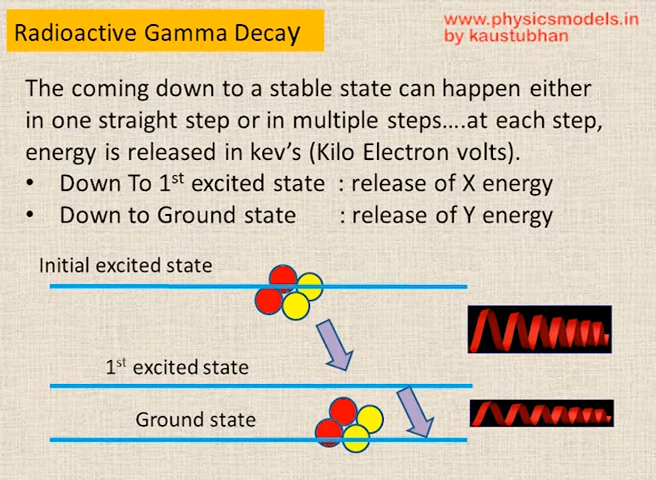 Radioactive Gamma Decay
www.physicsmodels.in
by kaustubhan
The coming down to a stable state can happen either
in one straight step or in multiple steps....at each step,
energy is released in kev's (Kilo Electron volts).
• Down To 1st excited state : release of X energy
• Down to Ground state : release of Y energy
Initial excited state
1st excited state
Ground state